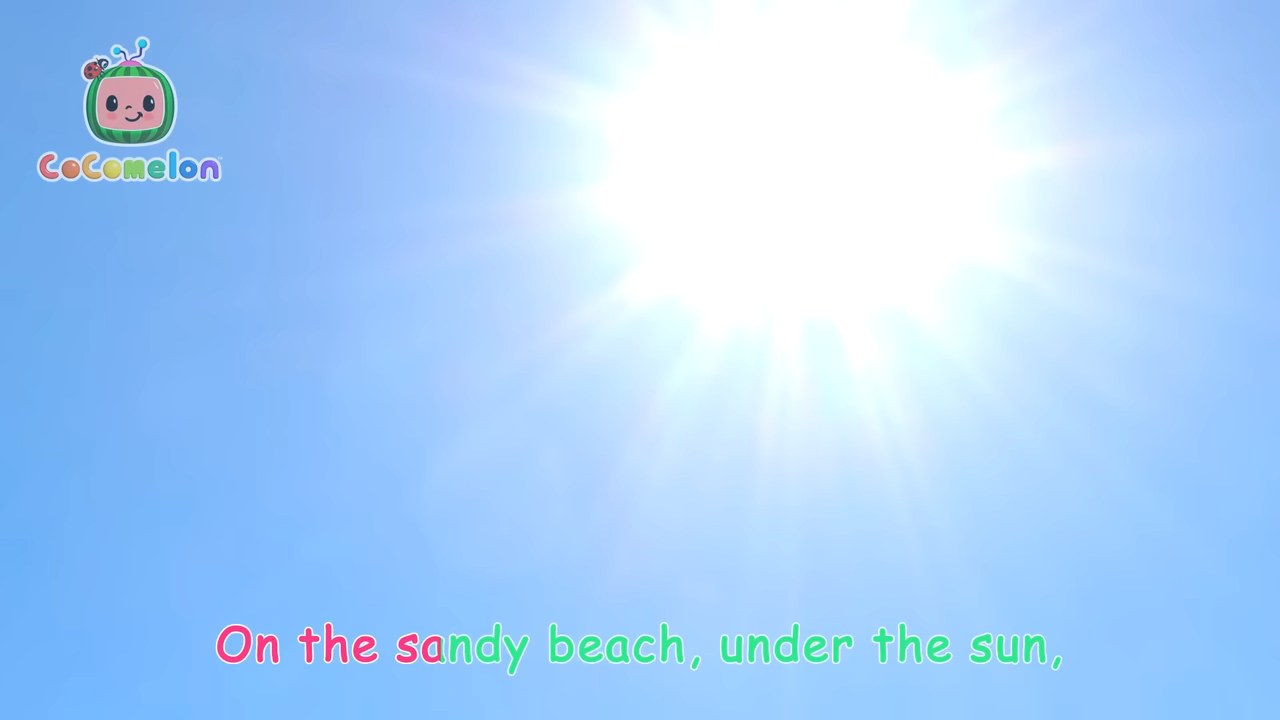 CoComelon
On the sandy beach, under the sun,